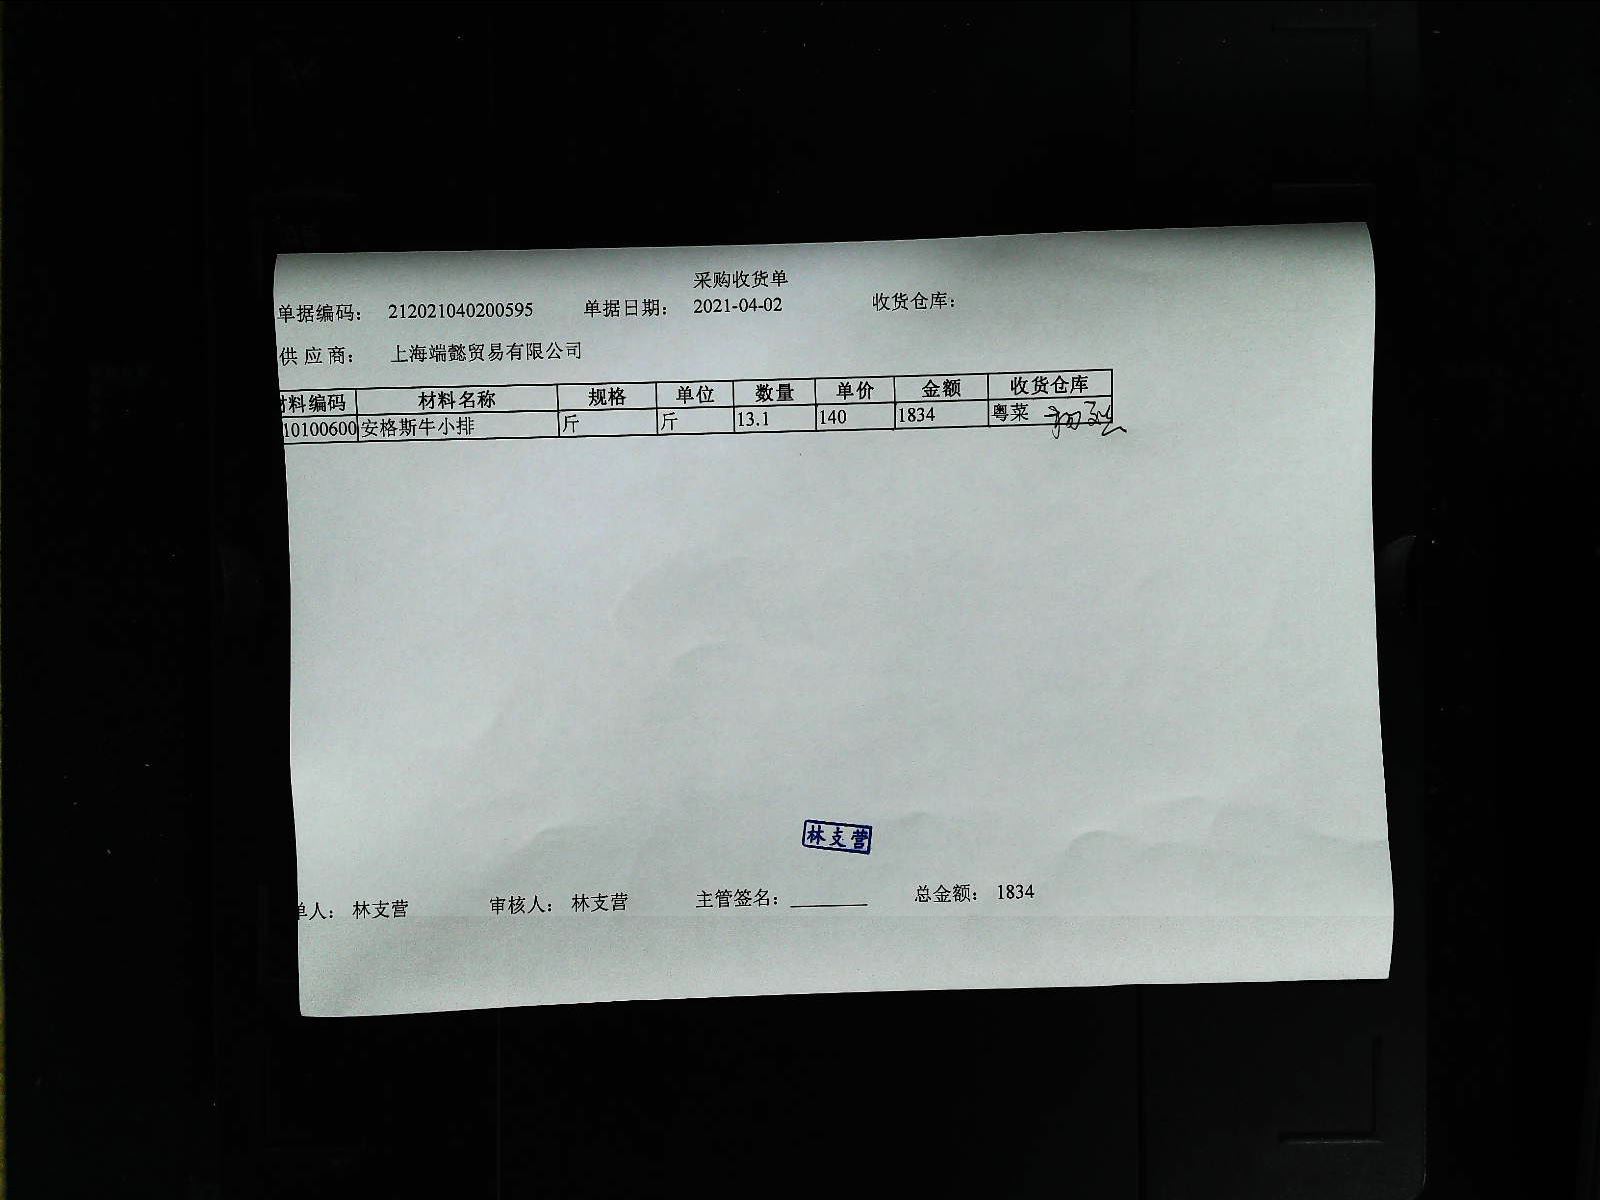 采购收货单
单据编码： 212021040200595 单据日期： 2021-04-02 收货仓库：
供应商： 上海端懿贸易有限公司
材料编码 材料名称 规格 单位 数量 单价 金额 收货仓库
10100600 安格斯牛小排 斤 斤 13.1 140 1834 粤菜
林支营
单人： 林支营 审核人： 林支营 主管签名：________ 总金额： 1834